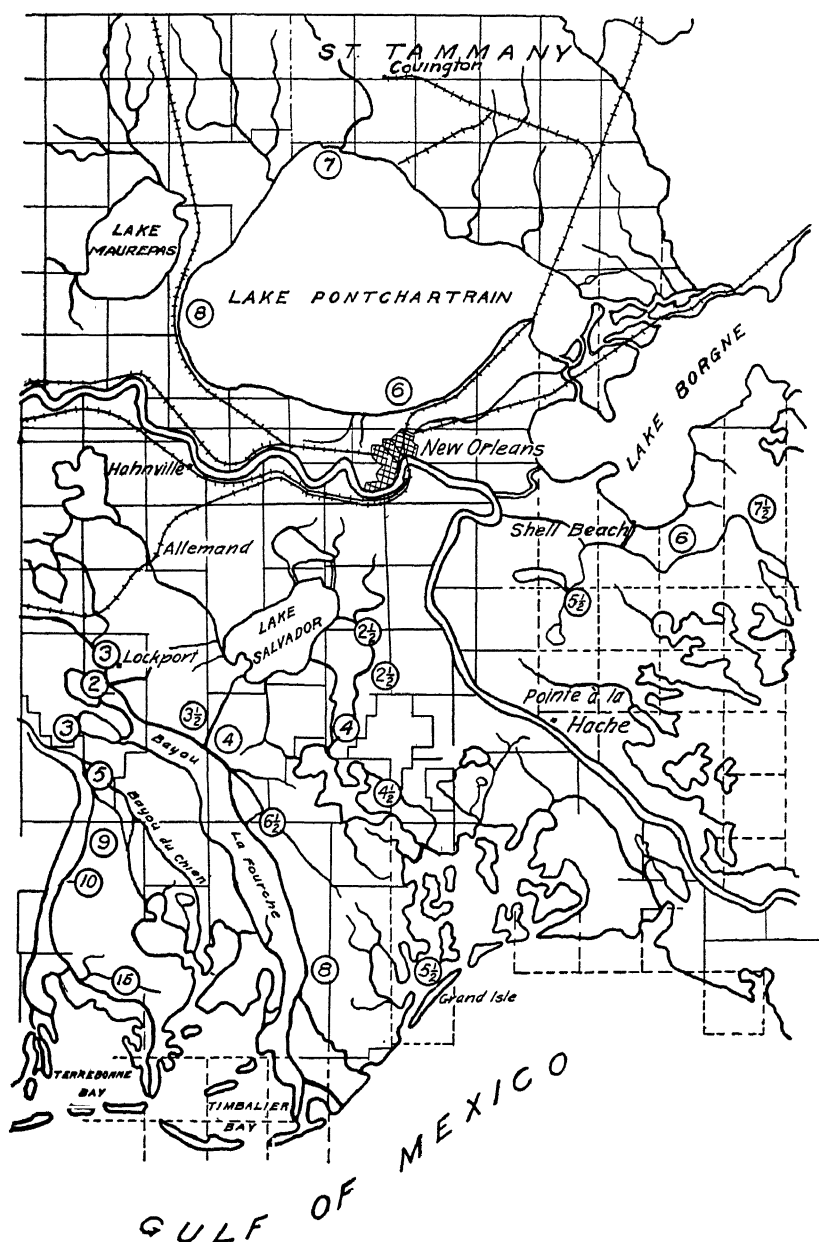 ST. TAMMANY
Covington
7
LAKE
MAUREPAS
LAKE PONTCHARTRAIN
8
6
LAKE BORGNE
New Orleans
Hahnville
7½
Shell Beach
6
Allemand
5½
LAKE
SALVADOR
2½
3
Lockport
2
2½
Pointe à la
Hache
3½
3
4
4
Bayou
5
4½
Bayou du Chien
6½
9
La Fourche
10
15
8
5½
Grand Isle
TERREBONNE
BAY
TIMBALIER
BAY
GULF OF MEXICO